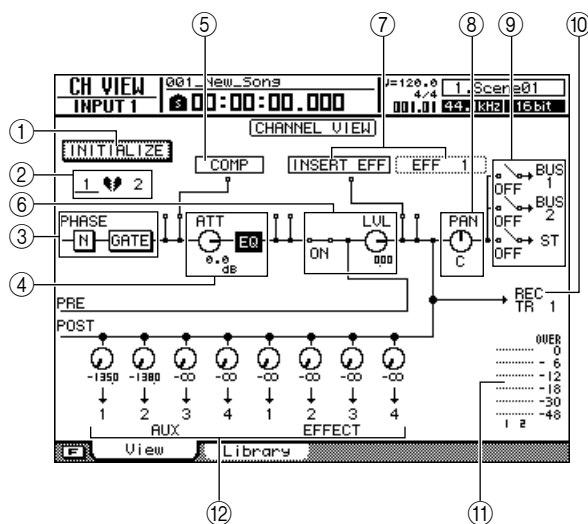 ⑤ ⑦ ⑧ ⑨ ⑩
CH VIEW
INPUT 1
001_New_Song
S 00:00:00.000
♩=120.0
4/4
001.01
1.Scene01
44.1kHz 16bit
CHANNEL VIEW
①
INITIALIZE
COMP
INSERT EFF
EFF 1
②
1 2
⑥
③
PHASE
N GATE
ATT
0.0
dB
EQ
LVL
ON
000
PAN
C
OFF BUS 1
OFF BUS 2
OFF ST
④
PRE
POST
REC
TR 1
-1350 -1380 -∞ -∞ -∞ -∞ -∞ -∞
1 2 3 4 1 2 3 4
AUX EFFECT
OVER
0
- 6
-12
-18
-30
-48
1 2
F View Library
⑫ ⑪